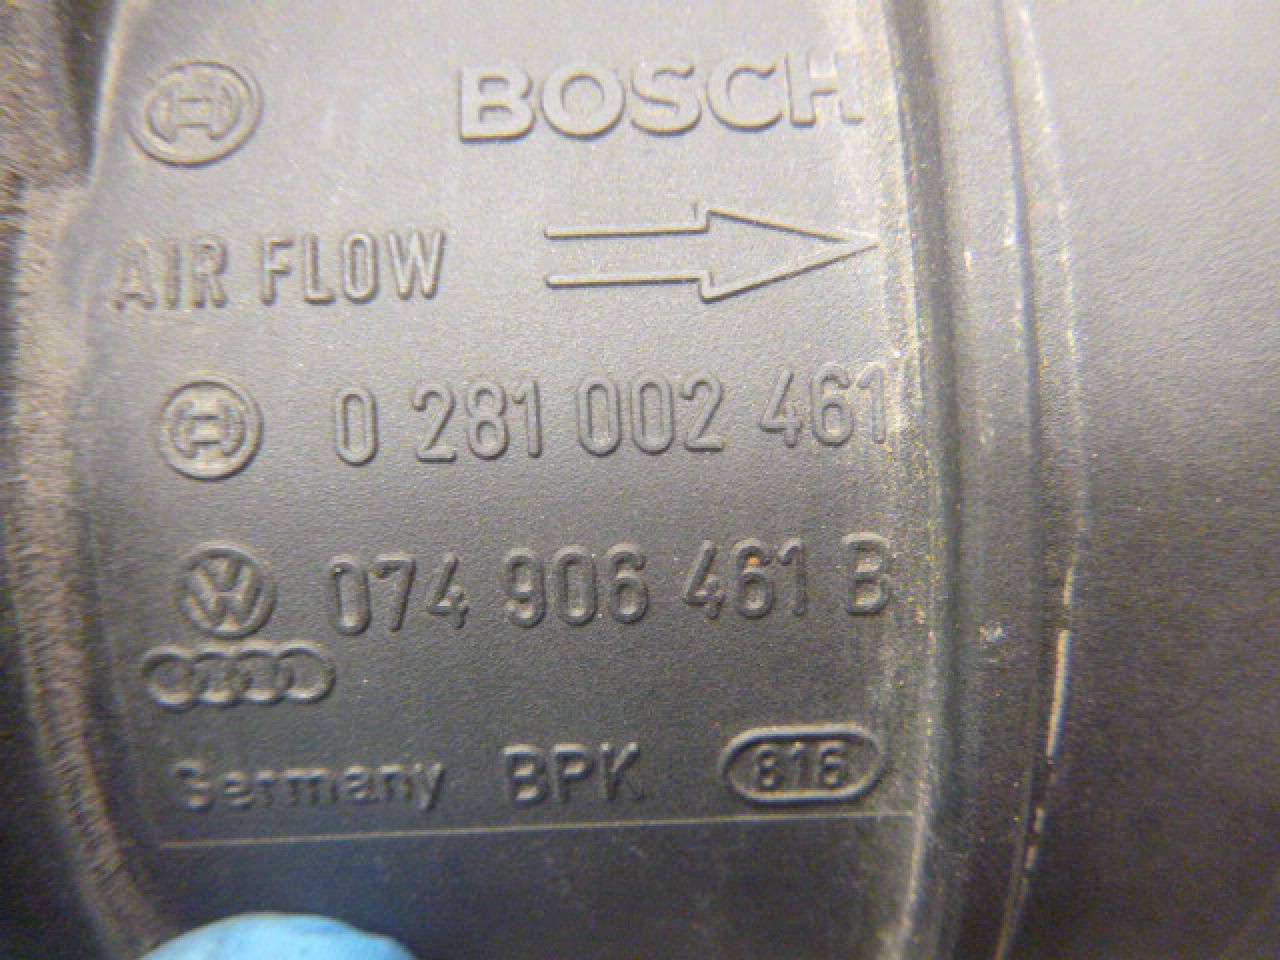 BOSCH
AIR FLOW
0 281 002 461
074 906 461 B
Germany BPK 816